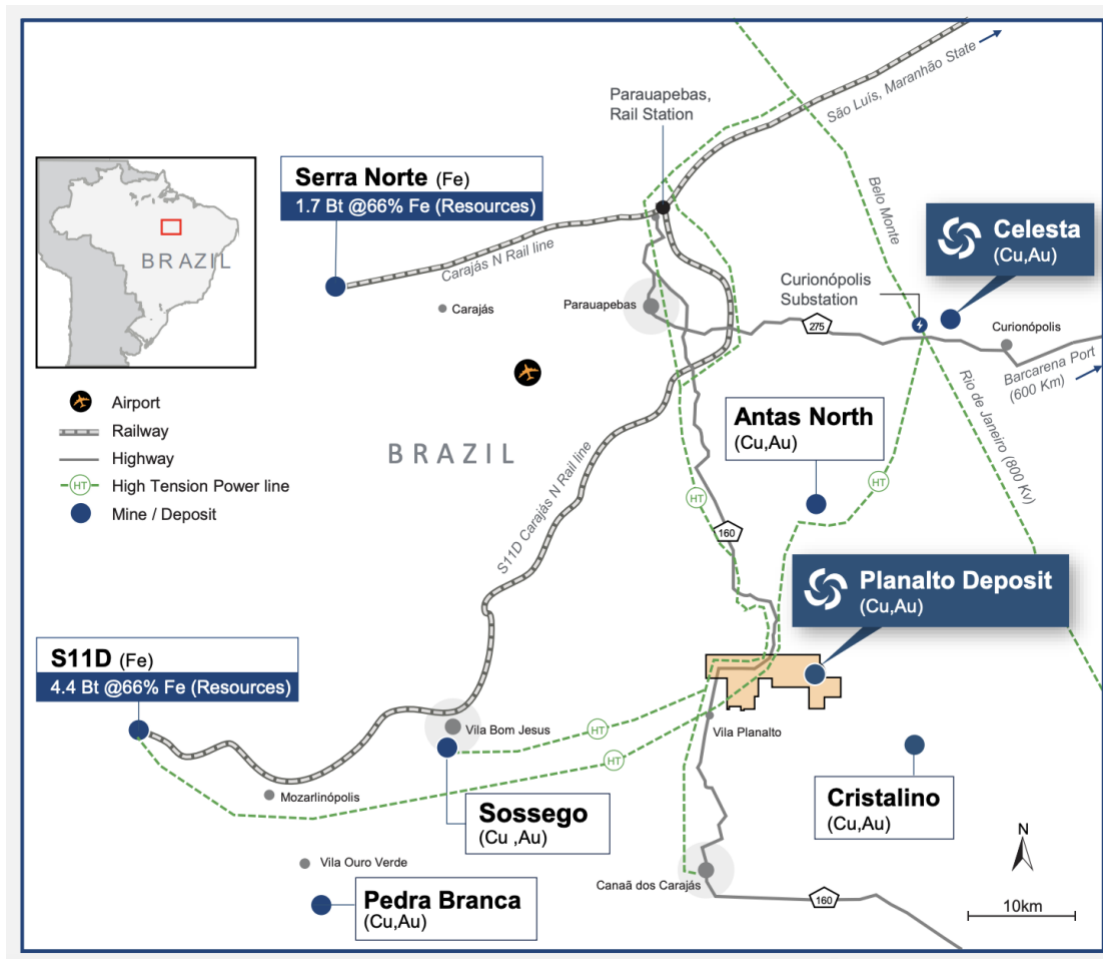 São Luís, Maranhão State
Parauapebas,
Rail Station
Serra Norte (Fe)
1.7 Bt @66% Fe (Resources)
Belo Monte
Celesta
(Cu,Au)
BRAZIL
Carajás N Rail line
Curionópolis
Substation
Carajás
Parauapebas
275
Curionópolis
Barcarena Port
(600 Km)
Airport
Railway
Highway
HT
High Tension Power line
Mine / Deposit
BRAZIL
Antas North
(Cu,Au)
Rio de Janeiro (800 Kv)
HT
HT
S11D Carajás N Rail line
160
Planalto Deposit
(Cu,Au)
S11D (Fe)
4.4 Bt @66% Fe (Resources)
Vila Bom Jesus
HT
Vila Planalto
HT
Mozarlinópolis
Sossego
(Cu ,Au)
Cristalino
(Cu,Au)
N
Vila Ouro Verde
Canaã dos Carajás
Pedra Branca
(Cu,Au)
160
10km